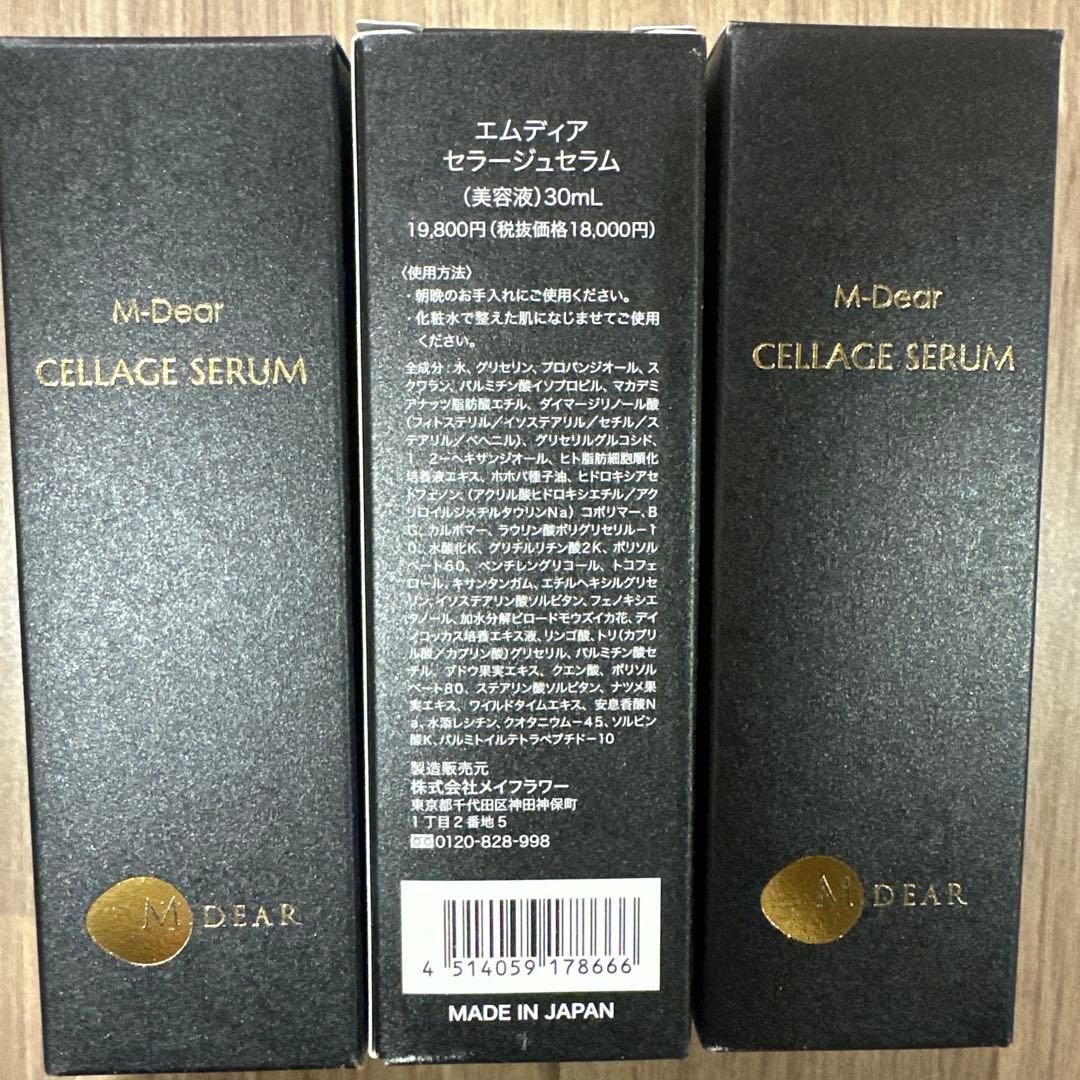 M-Dear
CELLAGE SERUM
M DEAR
エムディア
セラージュセラム
（美容液）30mL
19,800円（税抜価格18,000円）
〈使用方法〉
・朝晩のお手入れにご使用ください。
・化粧水で整えた肌になじませてご使用
ください。
全成分：水、グリセリン、プロパンジオール、ス
クワラン、パルミチン酸イソプロピル、マカデミ
アナッツ脂肪酸エチル、ダイマージリノール酸
（フィトステリル／イソステアリル／セチル／ス
テアリル／ベヘニル）、グリセリルグルコシド、
1，2－ヘキサンジオール、ヒト脂肪細胞順化
培養液エキス、ホホバ種子油、ヒドロキシアセ
トフェノン、（アクリル酸ヒドロキシエチル／アク
リロイルジメチルタウリンNa）コポリマー、B
G、カルボマー、ラウリン酸ポリグリセリル－1
0、水酸化K、グリチルリチン酸2K、ポリソル
ベート60、ペンチレングリコール、トコフェ
ロール、キサンタンガム、エチルヘキシルグリセ
リン、イソステアリン酸ソルビタン、フェノキシエ
タノール、加水分解ビロードモウズイカ花、デイ
ノコッカス培養エキス液、リンゴ酸、トリ（カプリ
ル酸／カプリン酸）グリセリル、パルミチン酸セ
チル、ブドウ果実エキス、クエン酸、ポリソル
ベート80、ステアリン酸ソルビタン、ナツメ果
実エキス、ワイルドタイムエキス、安息香酸N
a、水添レシチン、クオタニウム－45、ソルビン
酸K、パルミトイルテトラペプチド－10
製造販売元
株式会社メイフラワー
東京都千代田区神田神保町
1丁目2番地5
0120-828-998
4 514059 178666
MADE IN JAPAN
M-Dear
CELLAGE SERUM
M DEAR